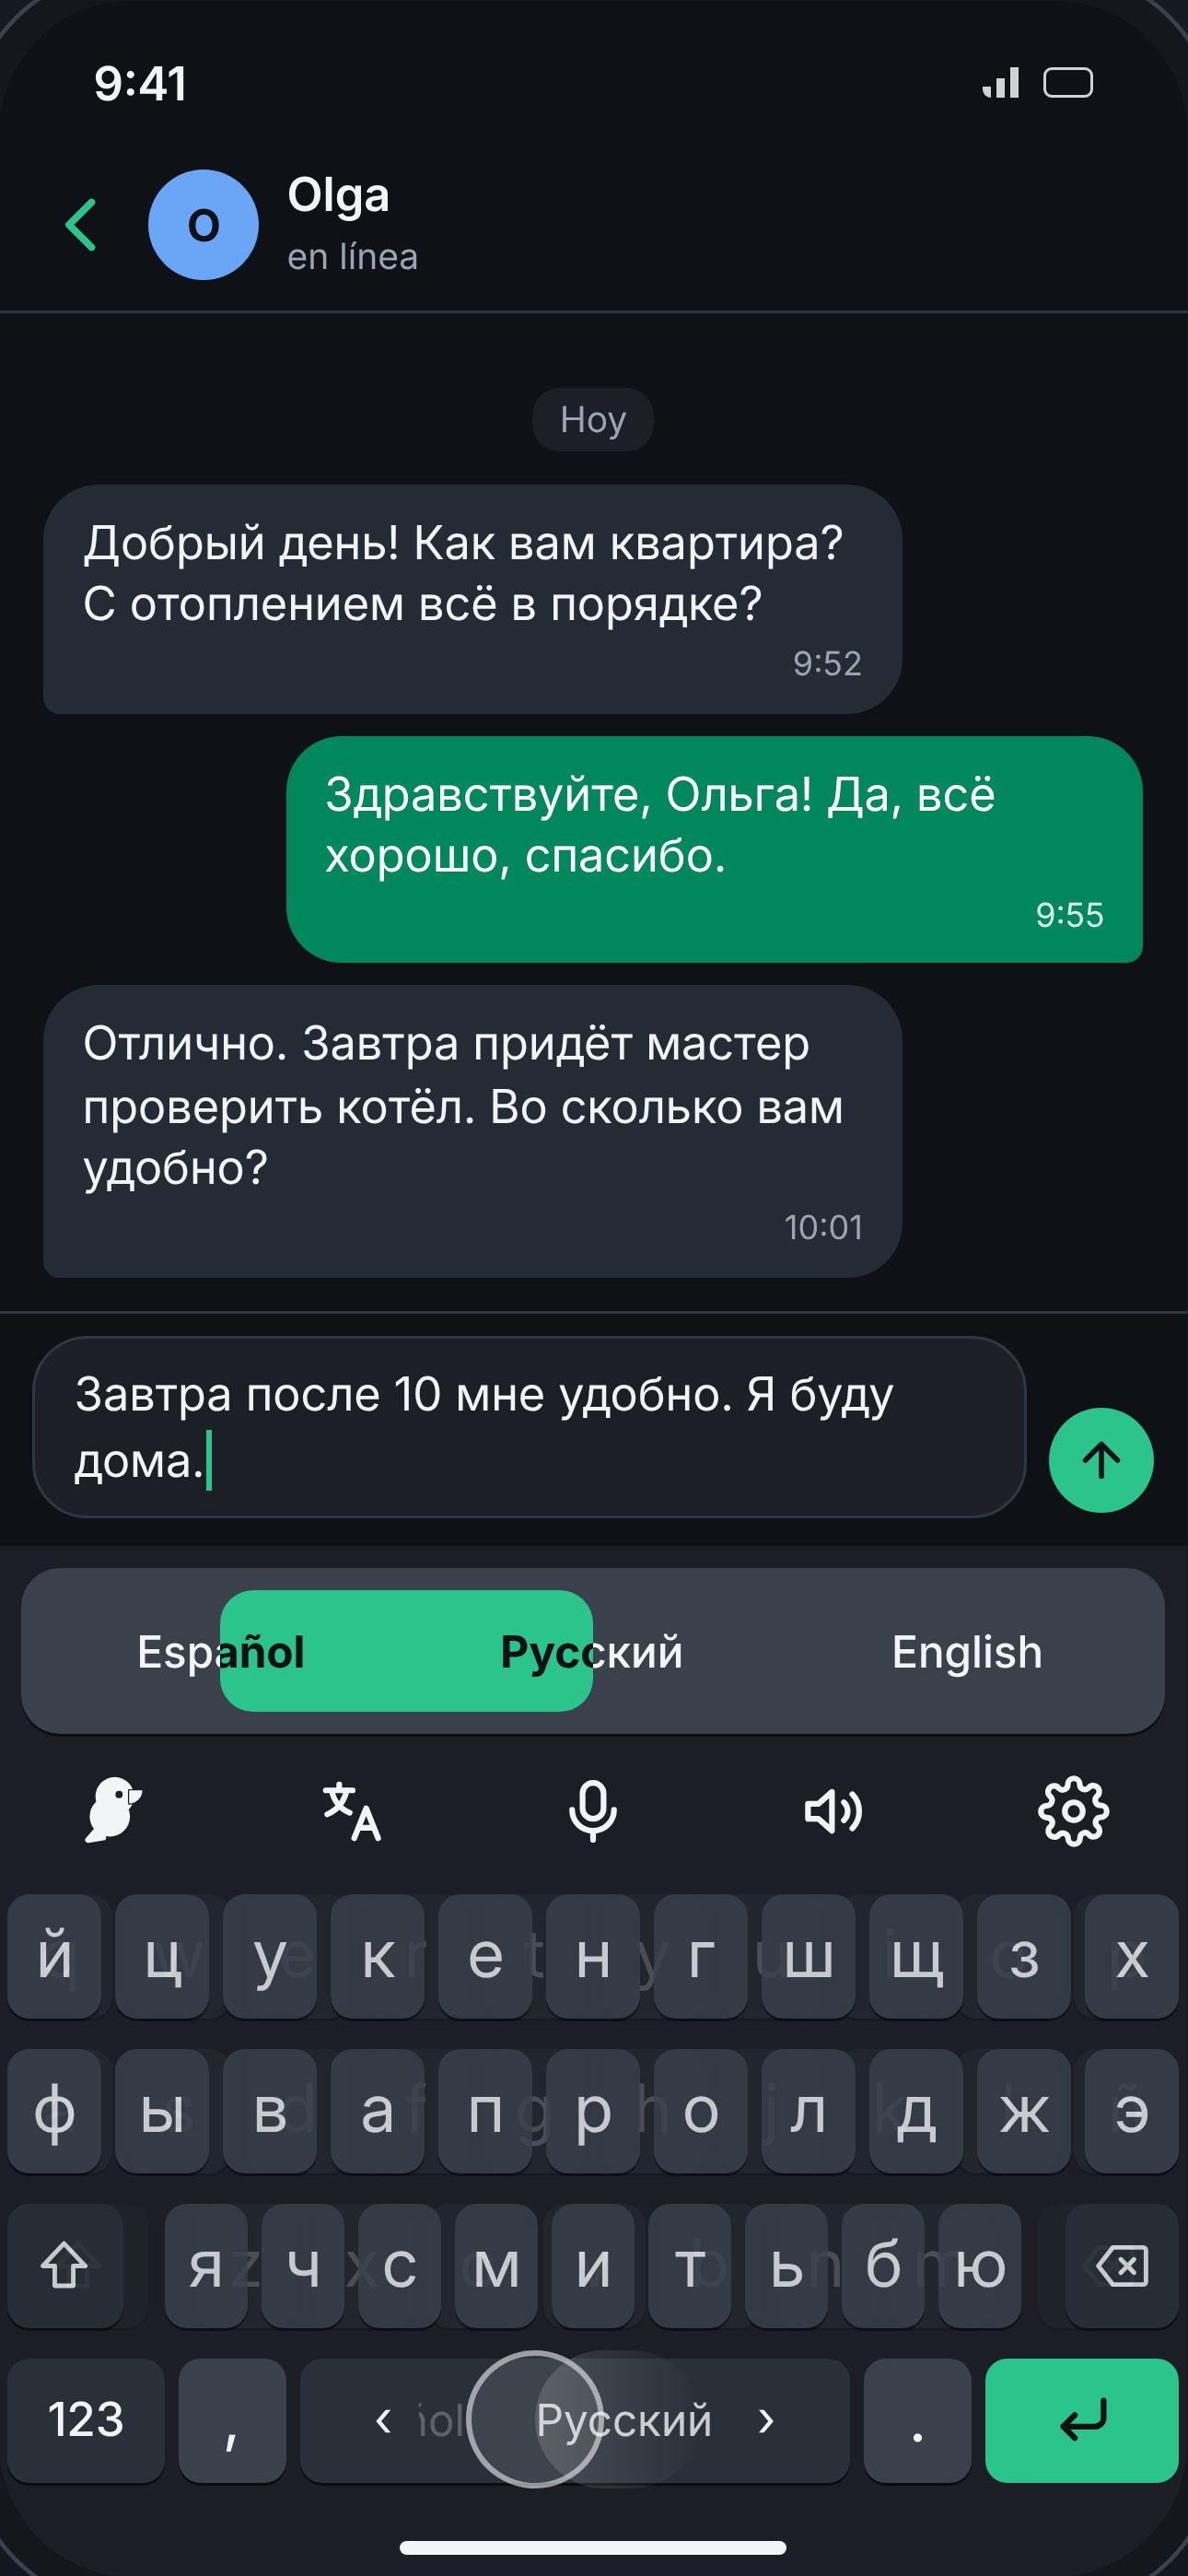 9:41
O
Olga
en línea
Hoy
Добрый день! Как вам квартира?
С отоплением всё в порядке?
9:52
Здравствуйте, Ольга! Да, всё
хорошо, спасибо.
9:55
Отлично. Завтра придёт мастер
проверить котёл. Во сколько вам
удобно?
10:01
Завтра после 10 мне удобно. Я буду
дома.
Español Русский English
й ц у к е н г ш щ з х
ф ы в а п р о л д ж э
я ч с м и т ь б ю
123 , ‹ ñol Русский › .